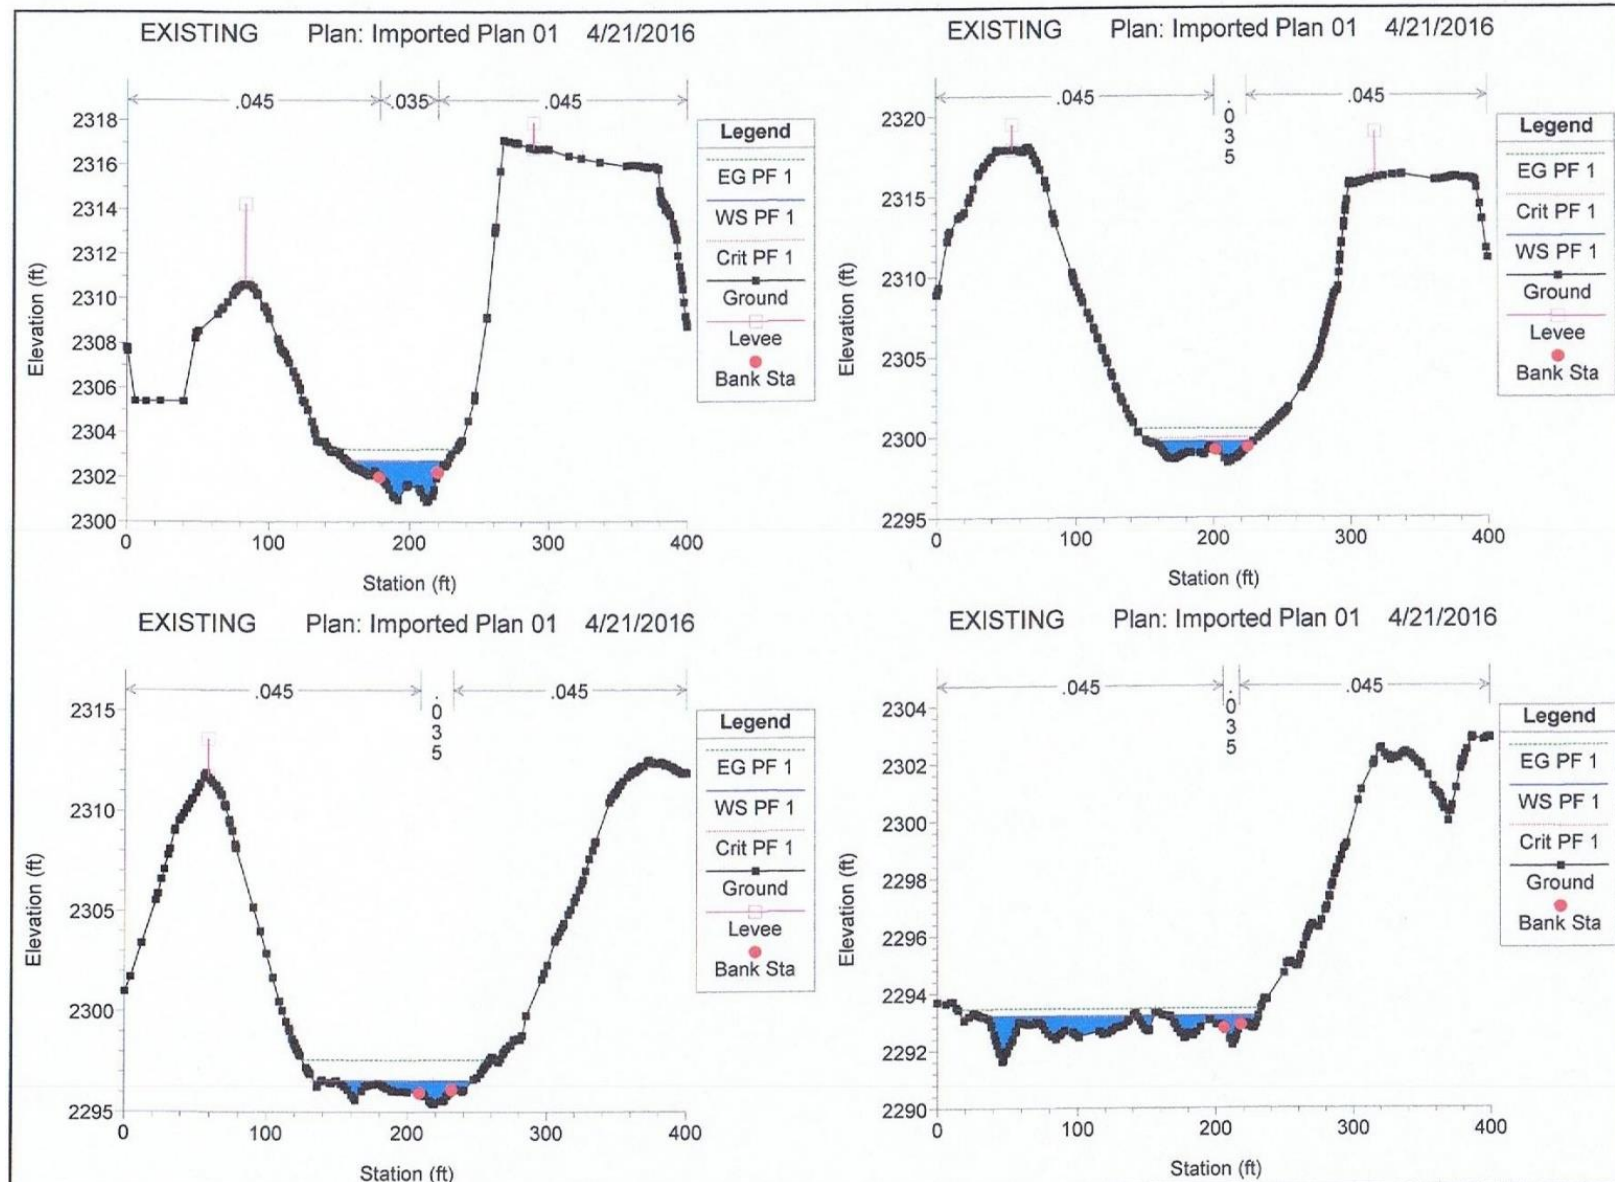 EXISTING Plan: Imported Plan 01 4/21/2016
.045 .035 .045
Elevation (ft)
2318
2316
2314
2312
2310
2308
2306
2304
2302
2300
0 100 200 300 400
Station (ft)
Legend
EG PF 1
WS PF 1
Crit PF 1
Ground
Levee
Bank Sta
EXISTING Plan: Imported Plan 01 4/21/2016
.045 .035 .045
Elevation (ft)
2320
2315
2310
2305
2300
2295
0 100 200 300 400
Station (ft)
Legend
EG PF 1
Crit PF 1
WS PF 1
Ground
Levee
Bank Sta
EXISTING Plan: Imported Plan 01 4/21/2016
.045 .035 .045
Elevation (ft)
2315
2310
2305
2300
2295
0 100 200 300 400
Station (ft)
Legend
EG PF 1
WS PF 1
Crit PF 1
Ground
Levee
Bank Sta
EXISTING Plan: Imported Plan 01 4/21/2016
.045 .035 .045
Elevation (ft)
2304
2302
2300
2298
2296
2294
2292
2290
0 100 200 300 400
Station (ft)
Legend
EG PF 1
WS PF 1
Crit PF 1
Ground
Bank Sta